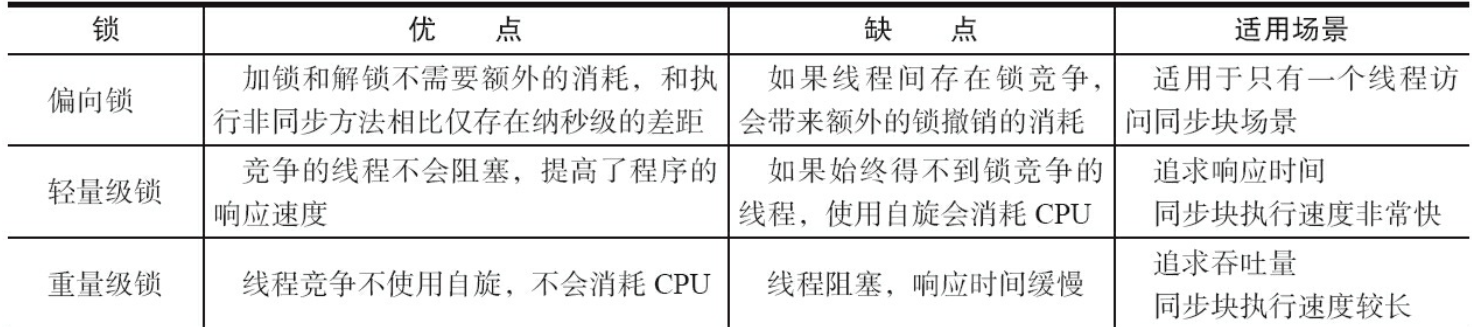 锁 优 点 缺 点 适用场景
偏向锁
加锁和解锁不需要额外的消耗，和执
行非同步方法相比仅存在纳秒级的差距
如果线程间存在锁竞争，
会带来额外的锁撤销的消耗
适用于只有一个线程访
问同步块场景
轻量级锁
竞争的线程不会阻塞，提高了程序的
响应速度
如果始终得不到锁竞争的
线程，使用自旋会消耗 CPU
追求响应时间
同步块执行速度非常快
重量级锁
线程竞争不使用自旋，不会消耗 CPU
线程阻塞，响应时间缓慢
追求吞吐量
同步块执行速度较长